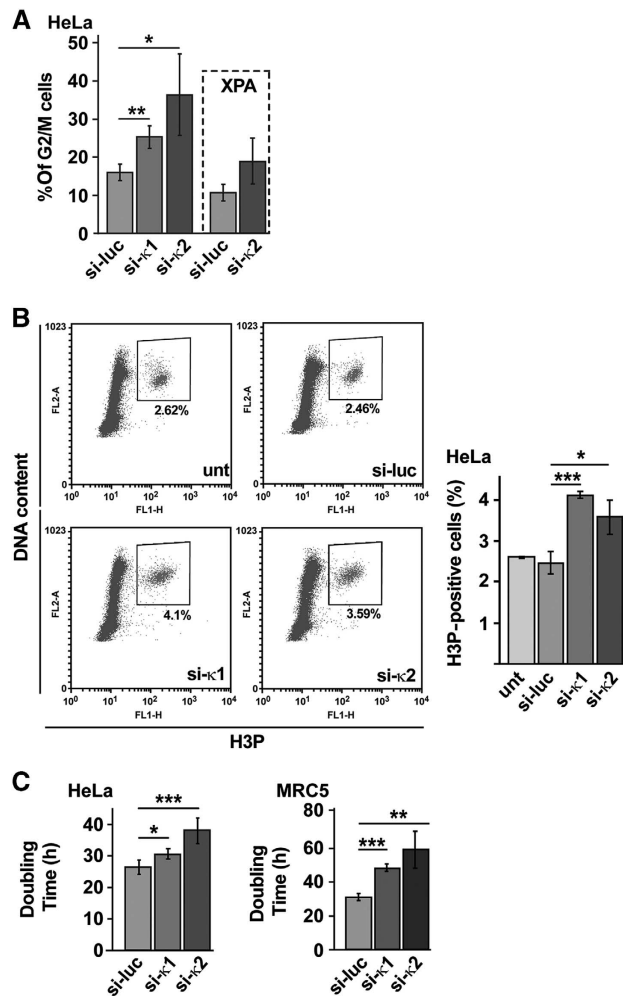 A HeLa
%Of G2/M cells
50
40
30
20
10
0
*
**
XPA
si-luc
si-κ1
si-κ2
si-luc
si-κ2
B
DNA content
1023
FL2-A
0
2.62%
unt
10⁰ 10¹ 10² 10³ 10⁴
FL1-H
1023
FL2-A
0
2.46%
si-luc
10⁰ 10¹ 10² 10³ 10⁴
FL1-H
1023
FL2-A
0
4.1%
si-κ1
10⁰ 10¹ 10² 10³ 10⁴
FL1-H
1023
FL2-A
0
3.59%
si-κ2
10⁰ 10¹ 10² 10³ 10⁴
FL1-H
H3P
HeLa
H3P-positive cells (%)
4
3
2
1
*
***
unt
si-luc
si-κ1
si-κ2
C HeLa
Doubling
Time (h)
40
30
20
10
0
***
*
si-luc
si-κ1
si-κ2
MRC5
Doubling
Time (h)
80
60
40
20
0
**
***
si-luc
si-κ1
si-κ2